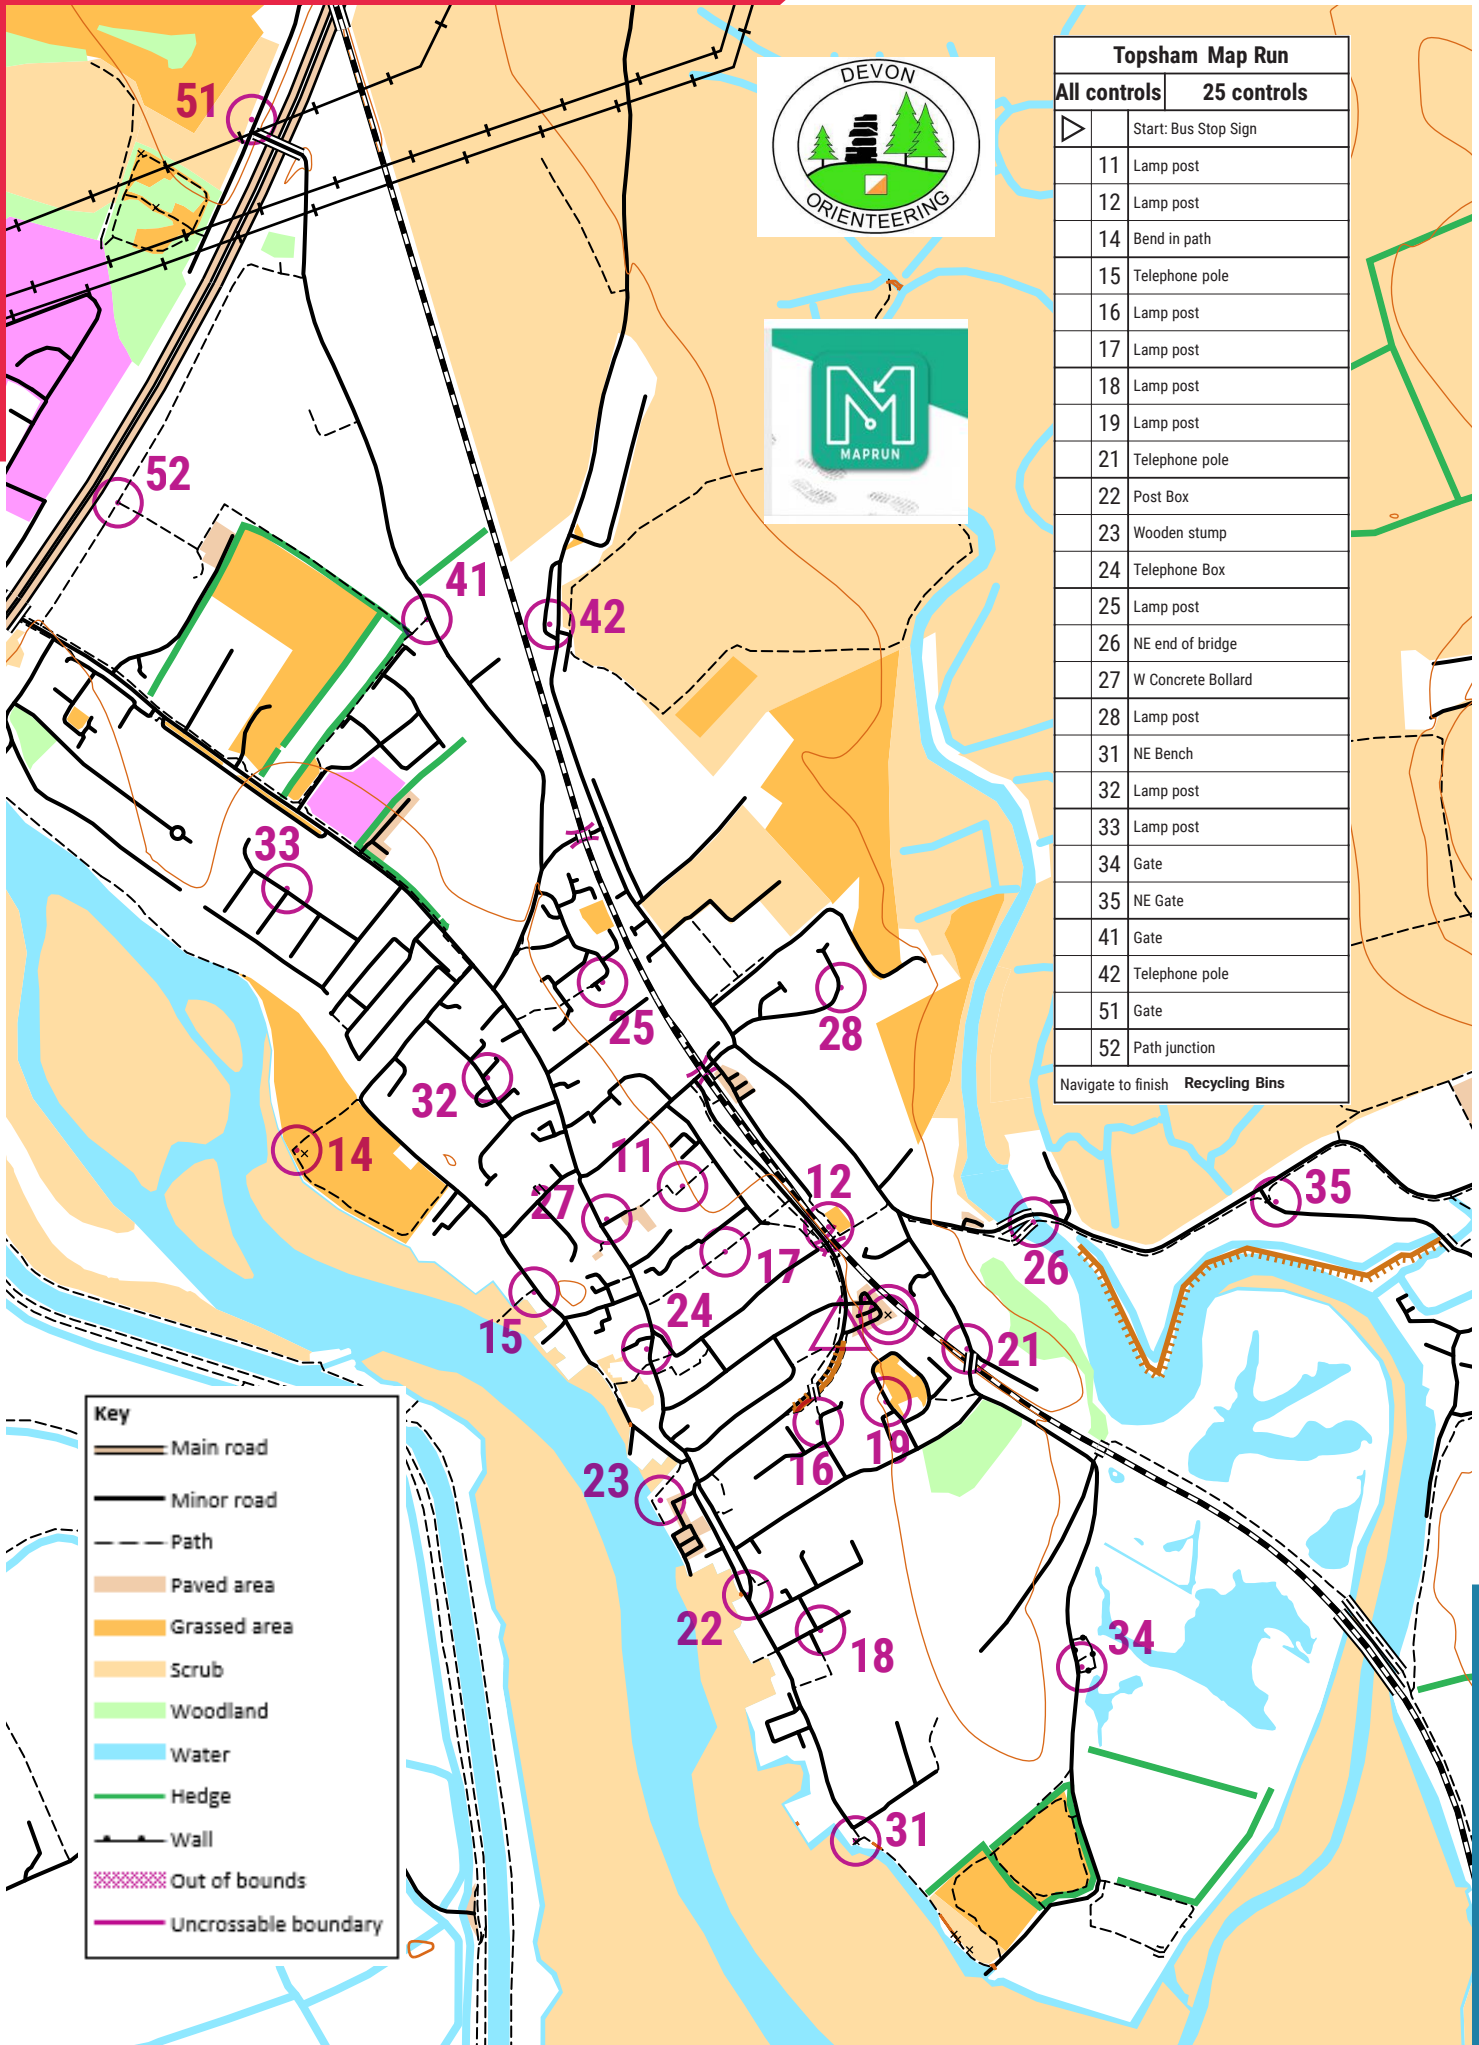 DEVON
ORIENTEERING
MAPRUN
Topsham Map Run
All controls 25 controls
Start: Bus Stop Sign
11 Lamp post
12 Lamp post
14 Bend in path
15 Telephone pole
16 Lamp post
17 Lamp post
18 Lamp post
19 Lamp post
21 Telephone pole
22 Post Box
23 Wooden stump
24 Telephone Box
25 Lamp post
26 NE end of bridge
27 W Concrete Bollard
28 Lamp post
31 NE Bench
32 Lamp post
33 Lamp post
34 Gate
35 NE Gate
41 Gate
42 Telephone pole
51 Gate
52 Path junction
Navigate to finish Recycling Bins
51
52
41
42
33
25
28
32
14
11
27
12
35
17
26
24
15
21
19
16
23
22
18
34
31
Key
Main road
Minor road
Path
Paved area
Grassed area
Scrub
Woodland
Water
Hedge
Wall
Out of bounds
Uncrossable boundary